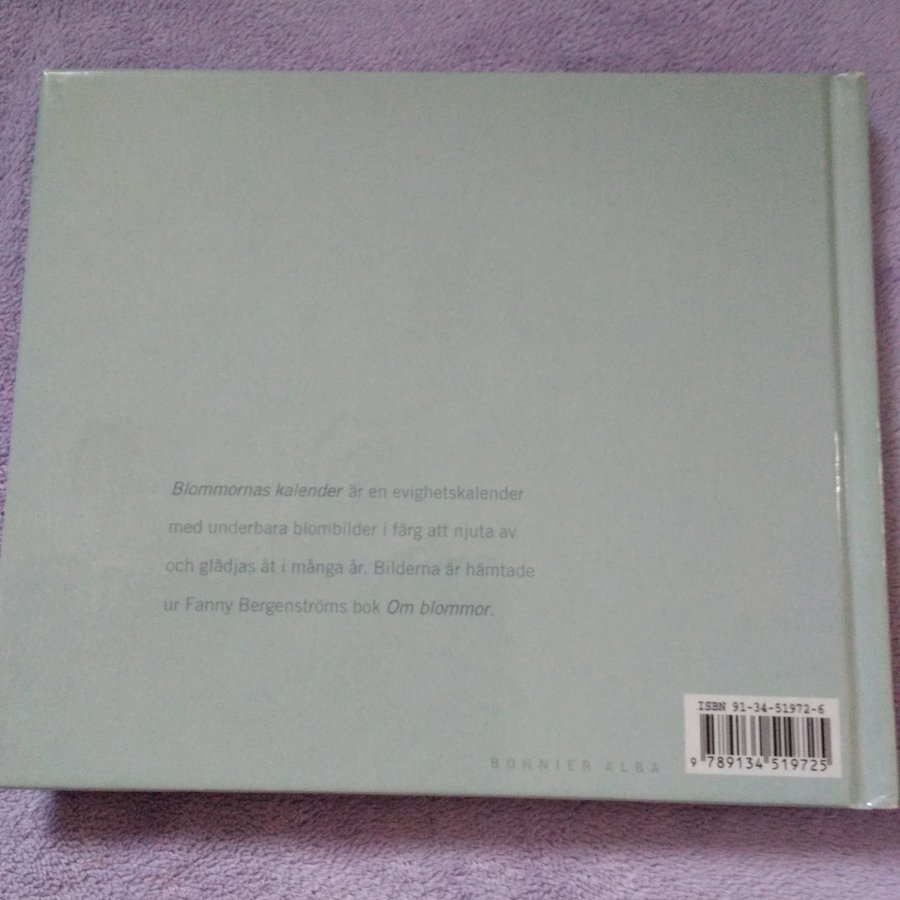 Blommornas kalender är en evighetskalender
med underbara blombilder i färg att njuta av
och glädjas åt i många år. Bilderna är hämtade
ur Fanny Bergenströms bok Om blommor.
BONNIER ALBA
ISBN 91-34-51972-6
9 789134 519725